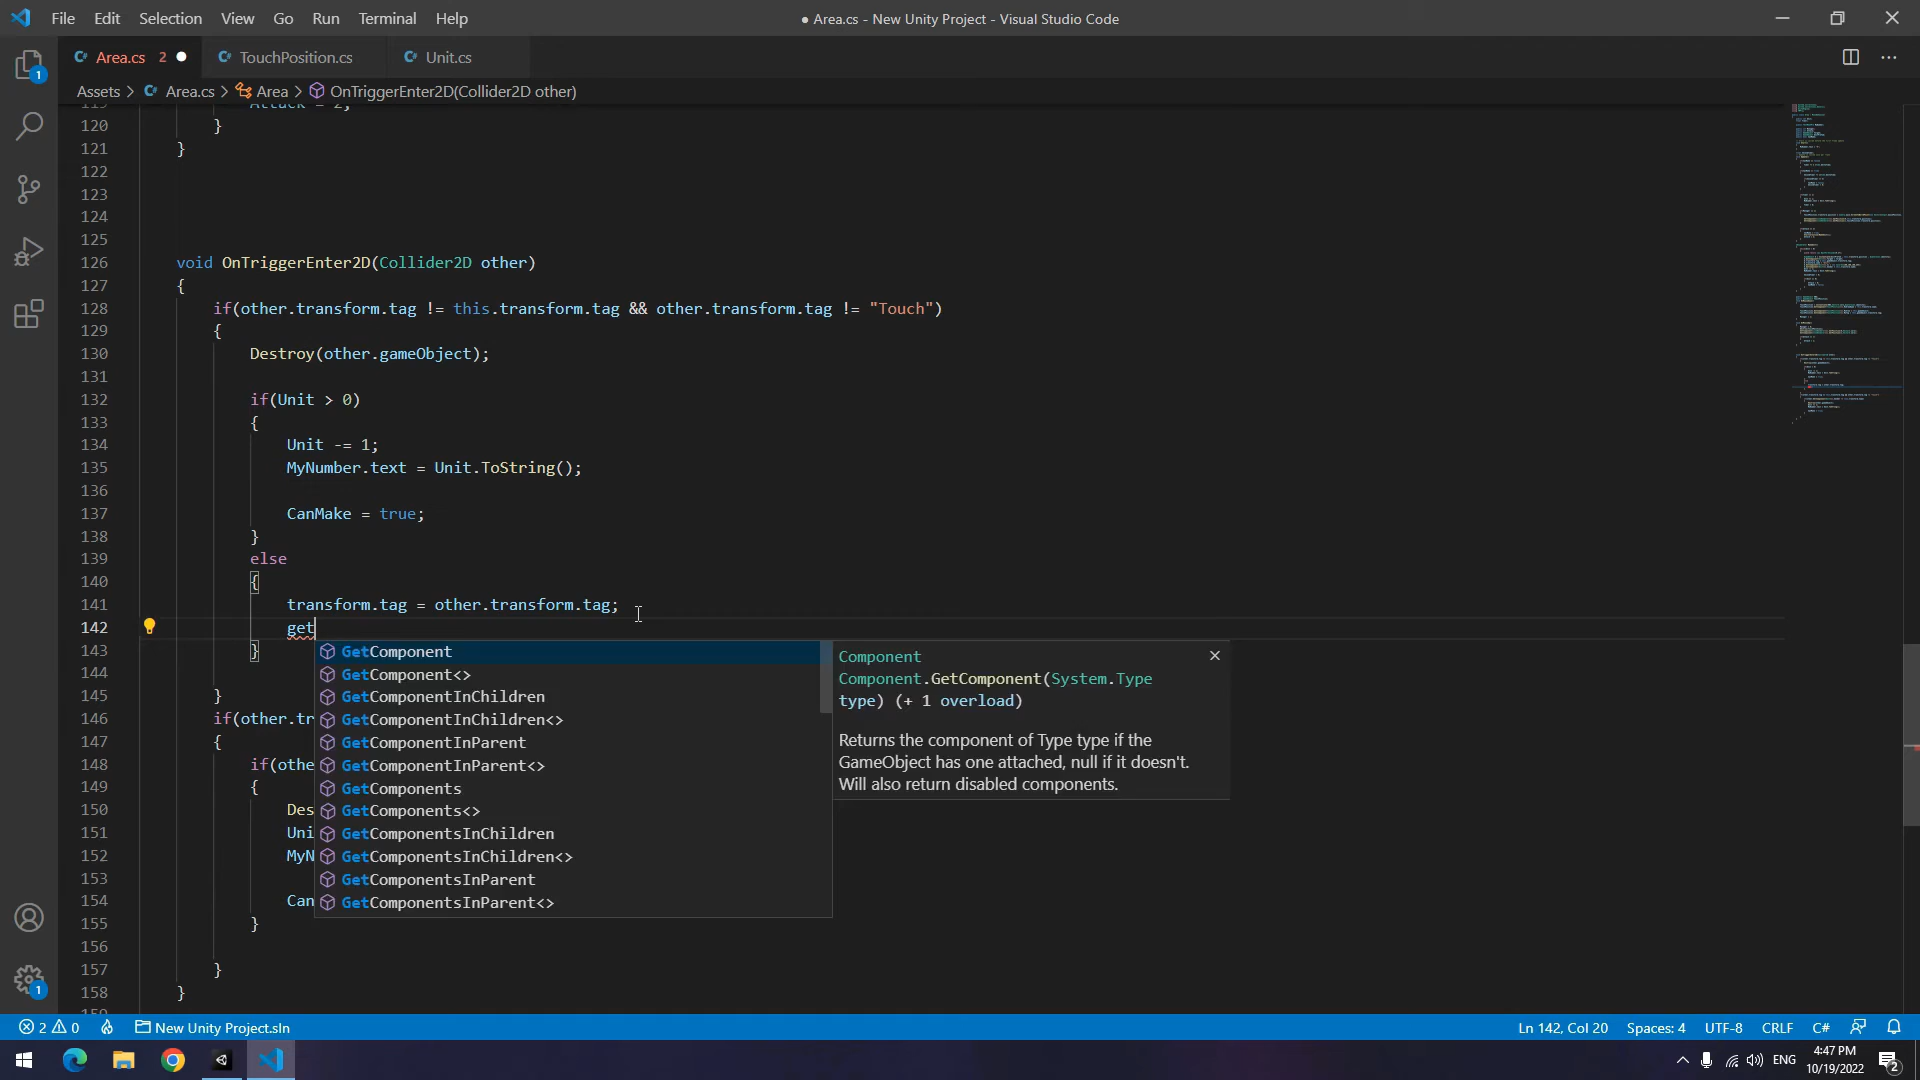 File Edit Selection View Go Run Terminal Help
● Area.cs - New Unity Project - Visual Studio Code
Area.cs 2 ●
TouchPosition.cs
Unit.cs
Assets > Area.cs > Area > OnTriggerEnter2D(Collider2D other)
119 Attack = 2;
120 }
121 }
122
123
124
125
126 void OnTriggerEnter2D(Collider2D other)
127 {
128 if(other.transform.tag != this.transform.tag && other.transform.tag != "Touch")
129 {
130 Destroy(other.gameObject);
131
132 if(Unit > 0)
133 {
134 Unit -= 1;
135 MyNumber.text = Unit.ToString();
136
137 CanMake = true;
138 }
139 else
140 {
141 transform.tag = other.transform.tag;
142 get
143 }
144
145 }
146 if(other.tr
147 {
148 if(othe
149 {
150 Des
151 Uni
152 MyN
153
154 Can
155 }
156
157 }
158 }
GetComponent
GetComponent<>
GetComponentInChildren
GetComponentInChildren<>
GetComponentInParent
GetComponentInParent<>
GetComponents
GetComponents<>
GetComponentsInChildren
GetComponentsInChildren<>
GetComponentsInParent
GetComponentsInParent<>
Component
Component.GetComponent(System.Type
type) (+ 1 overload)
Returns the component of Type type if the
GameObject has one attached, null if it doesn't.
Will also return disabled components.
1
1
2 0 New Unity Project.sln
Ln 142, Col 20 Spaces: 4 UTF-8 CRLF C#
ENG
4:47 PM
10/19/2022
2